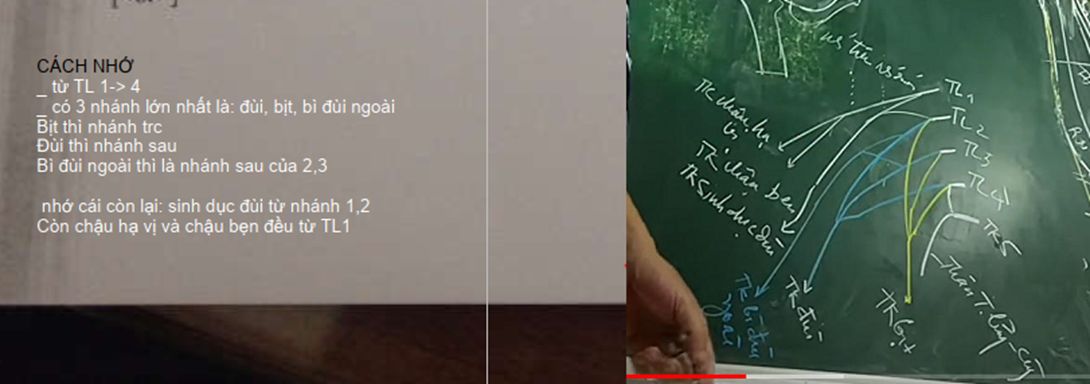 CÁCH NHỚ
_ từ TL 1-> 4
_ có 3 nhánh lớn nhất là: đùi, bịt, bì đùi ngoài
Bịt thì nhánh trc
Đùi thì nhánh sau
Bì đùi ngoài thì là nhánh sau của 2,3
nhớ cái còn lại: sinh dục đùi từ nhánh 1,2
Còn chậu hạ vị và chậu bẹn đều từ TL1
TL1
TL2
TL3
TL4
TL5
TK chậu hạ
vị
TK chậu bẹn
TK Sinh dục đùi
TK bì đùi
ngoài
TK đùi
TK bịt
Thân T. lưng-cùng